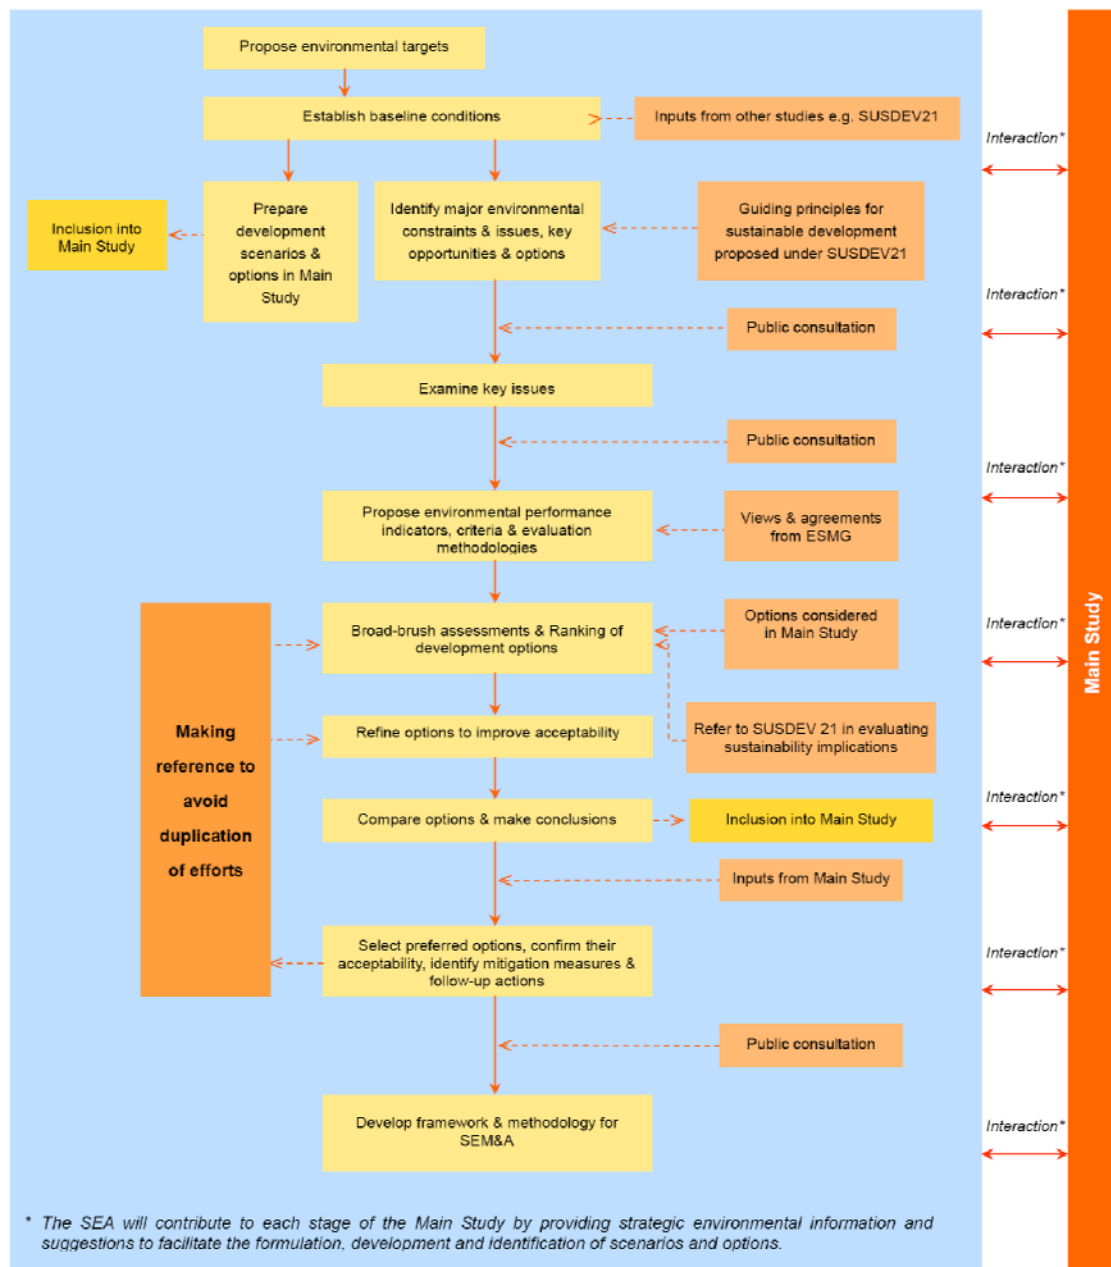 Propose environmental targets
Establish baseline conditions
Inputs from other studies e.g. SUSDEV21
Interaction*
Inclusion into
Main Study
Prepare
development
scenarios &
options in Main
Study
Identify major environmental
constraints & issues, key
opportunities & options
Guiding principles for
sustainable development
proposed under SUSDEV21
Interaction*
Public consultation
Examine key issues
Public consultation
Interaction*
Propose environmental performance
indicators, criteria & evaluation
methodologies
Views & agreements
from ESMG
Making
reference to
avoid
duplication
of efforts
Broad-brush assessments & Ranking of
development options
Options considered
in Main Study
Interaction*
Main Study
Refine options to improve acceptability
Refer to SUSDEV 21 in evaluating
sustainability implications
Compare options & make conclusions
Inclusion into Main Study
Interaction*
Inputs from Main Study
Select preferred options, confirm their
acceptability, identify mitigation measures &
follow-up actions
Interaction*
Public consultation
Develop framework & methodology for
SEM&A
Interaction*
* The SEA will contribute to each stage of the Main Study by providing strategic environmental information and
suggestions to facilitate the formulation, development and identification of scenarios and options.